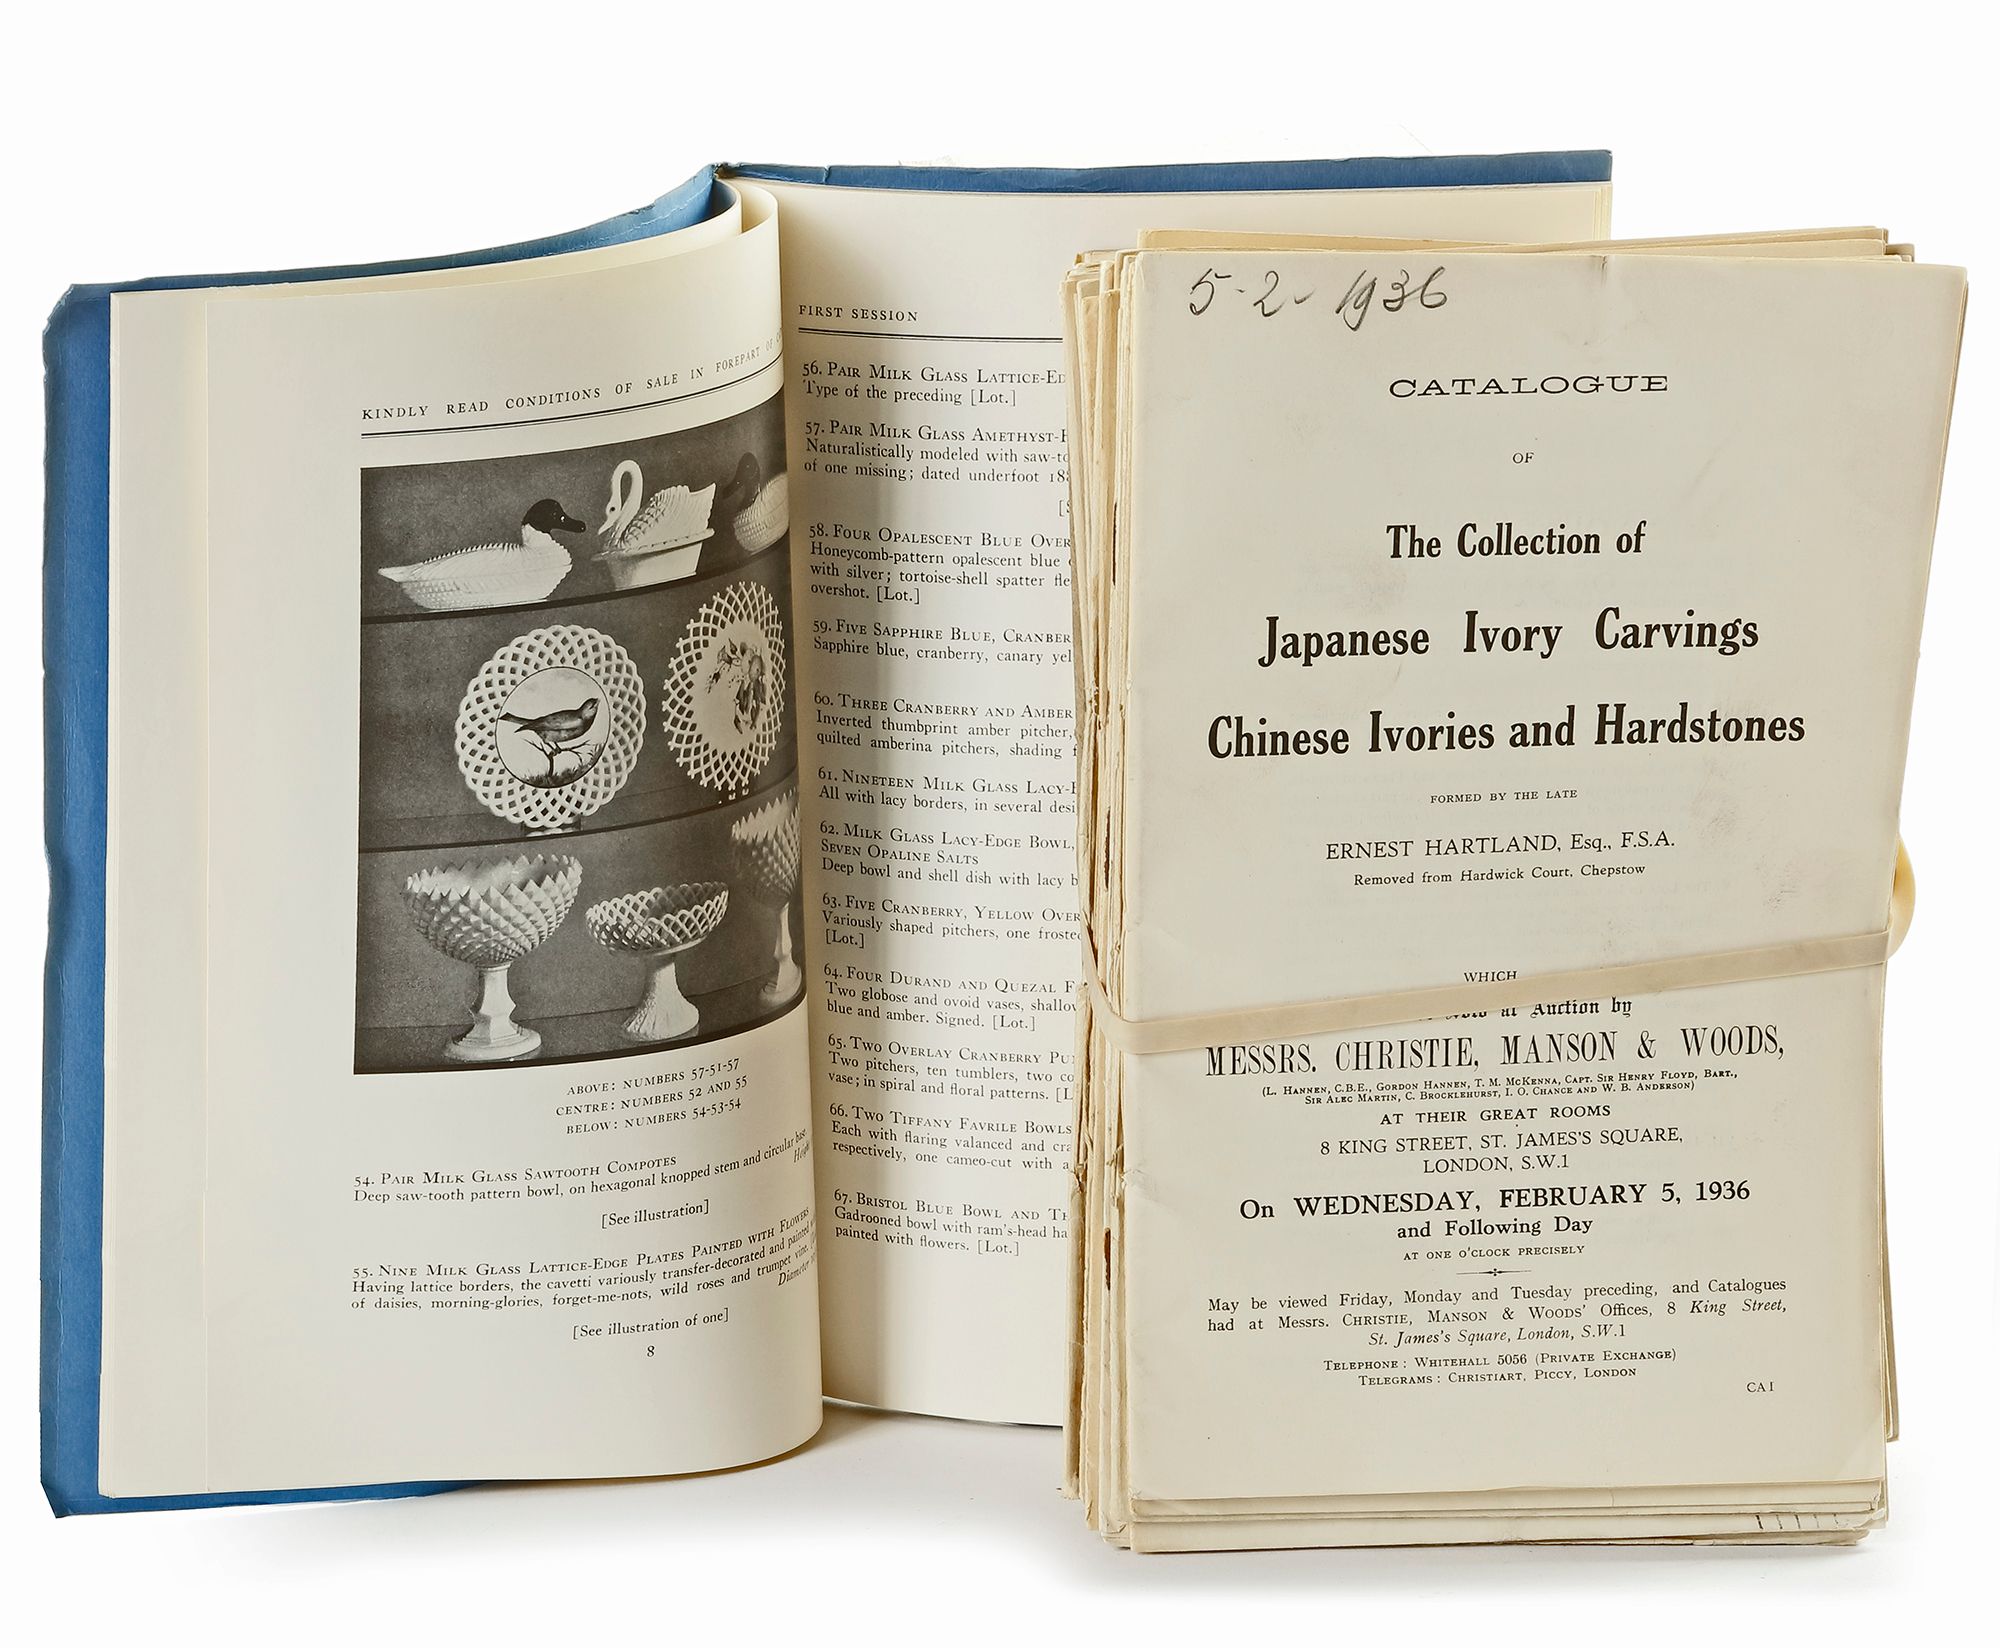 KINDLY READ CONDITIONS OF SALE IN FOREPART OF
ABOVE: NUMBERS 57-51-57
CENTRE: NUMBERS 52 AND 55
BELOW: NUMBERS 54-53-54
54. PAIR MILK GLASS SAWTOOTH COMPOTES
Deep saw-tooth pattern bowl, on hexagonal knopped stem and circular base.
[See illustration]
55. NINE MILK GLASS LATTICE-EDGE PLATES PAINTED WITH FLOWERS
Having lattice borders, the cavetti variously transfer-decorated and painted
of daisies, morning-glories, forget-me-nots, wild roses and trumpet vine.
Diameter
[See illustration of one]
8
FIRST SESSION
56. PAIR MILK GLASS LATTICE-ED
Type of the preceding [Lot.]
57. PAIR MILK GLASS AMETHYST-
Naturalistically modeled with saw-to
of one missing; dated underfoot 18
58. FOUR OPALESCENT BLUE OVER
Honeycomb-pattern opalescent blue
with silver; tortoise-shell spatter fle
overshot. [Lot.]
59. FIVE SAPPHIRE BLUE, CRANBER
Sapphire blue, cranberry, canary yel
60. THREE CRANBERRY AND AMBER
Inverted thumbprint amber pitcher,
quilted amberina pitchers, shading
61. NINETEEN MILK GLASS LACY-
All with lacy borders, in several desi
62. MILK GLASS LACY-EDGE BOWL,
SEVEN OPALINE SALTS
Deep bowl and shell dish with lacy b
63. FIVE CRANBERRY, YELLOW OVER
Variously shaped pitchers, one froste
[Lot.]
64. FOUR DURAND AND QUEZAL F
Two globose and ovoid vases, shallow
blue and amber. Signed. [Lot.]
65. TWO OVERLAY CRANBERRY PU
Two pitchers, ten tumblers, two co
vase; in spiral and floral patterns. [L
66. TWO TIFFANY FAVRILE BOWLS
Each with flaring valanced and cra
respectively, one cameo-cut with a
67. BRISTOL BLUE BOWL AND TH
Gadrooned bowl with ram's-head ha
painted with flowers. [Lot.]
5-2-1936
CATALOGUE
OF
The Collection of
Japanese Ivory Carvings
Chinese Ivories and Hardstones
FORMED BY THE LATE
ERNEST HARTLAND, Esq., F.S.A.
Removed from Hardwick Court, Chepstow
WHICH
at Auction by
MESSRS. CHRISTIE, MANSON & WOODS,
(L. HANNEN, C.B.E., GORDON HANNEN, T. M. MCKENNA, CAPT. SIR HENRY FLOYD, BART.,
SIR ALEC MARTIN, C. BROCKLEHURST, I. O. CHANCE AND W. B. ANDERSON)
AT THEIR GREAT ROOMS
8 KING STREET, ST. JAMES'S SQUARE,
LONDON, S.W.1
On WEDNESDAY, FEBRUARY 5, 1936
and Following Day
AT ONE O'CLOCK PRECISELY
May be viewed Friday, Monday and Tuesday preceding, and Catalogues
had at Messrs. CHRISTIE, MANSON & WOODS' Offices, 8 King Street,
St. James's Square, London, S.W.1
TELEPHONE: WHITEHALL 5056 (PRIVATE EXCHANGE)
TELEGRAMS: CHRISTIART, PICCY, LONDON
CA I